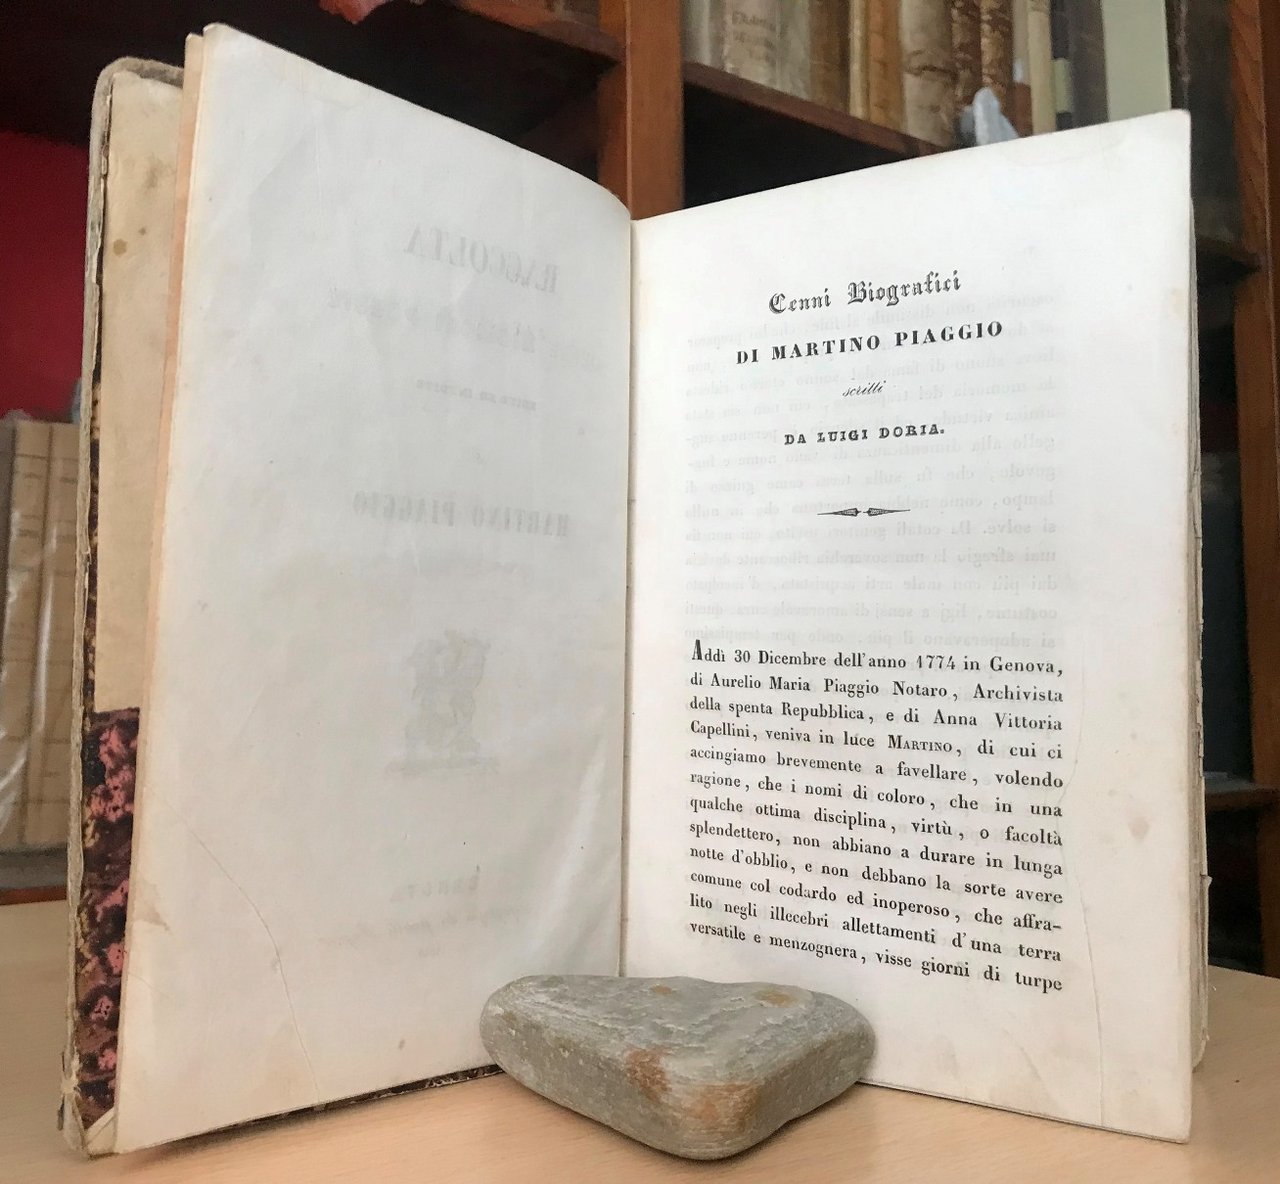 RACCOLTA
MARTINO PIAGGIO
Cenni Biografici
DI MARTINO PIAGGIO
scritti
DA LUIGI DORIA.
Addì 30 Dicembre dell'anno 1774 in Genova,
di Aurelio Maria Piaggio Notaro, Archivista
della spenta Repubblica, e di Anna Vittoria
Capellini, veniva in luce MARTINO, di cui ci
accingiamo brevemente a favellare, volendo
ragione, che i nomi di coloro, che in una
qualche ottima disciplina, virtù, o facoltà
splendettero, non abbiano a durare in lunga
notte d'obblio, e non debbano la sorte avere
comune col codardo ed inoperoso, che affra-
lito negli illecebri allettamenti d'una terra
versatile e menzognera, visse giorni di turpe